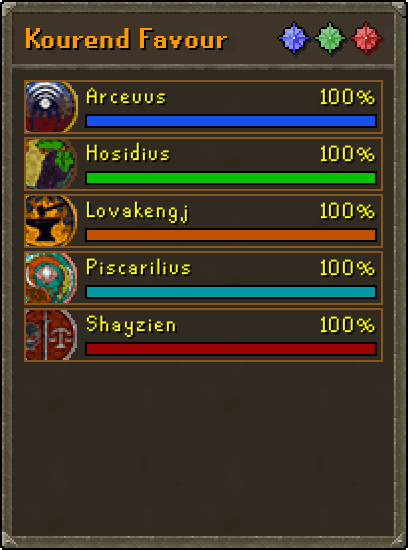 Kourend Favour
Arceuus 100%
Hosidius 100%
Lovakengj 100%
Piscarilius 100%
Shayzien 100%